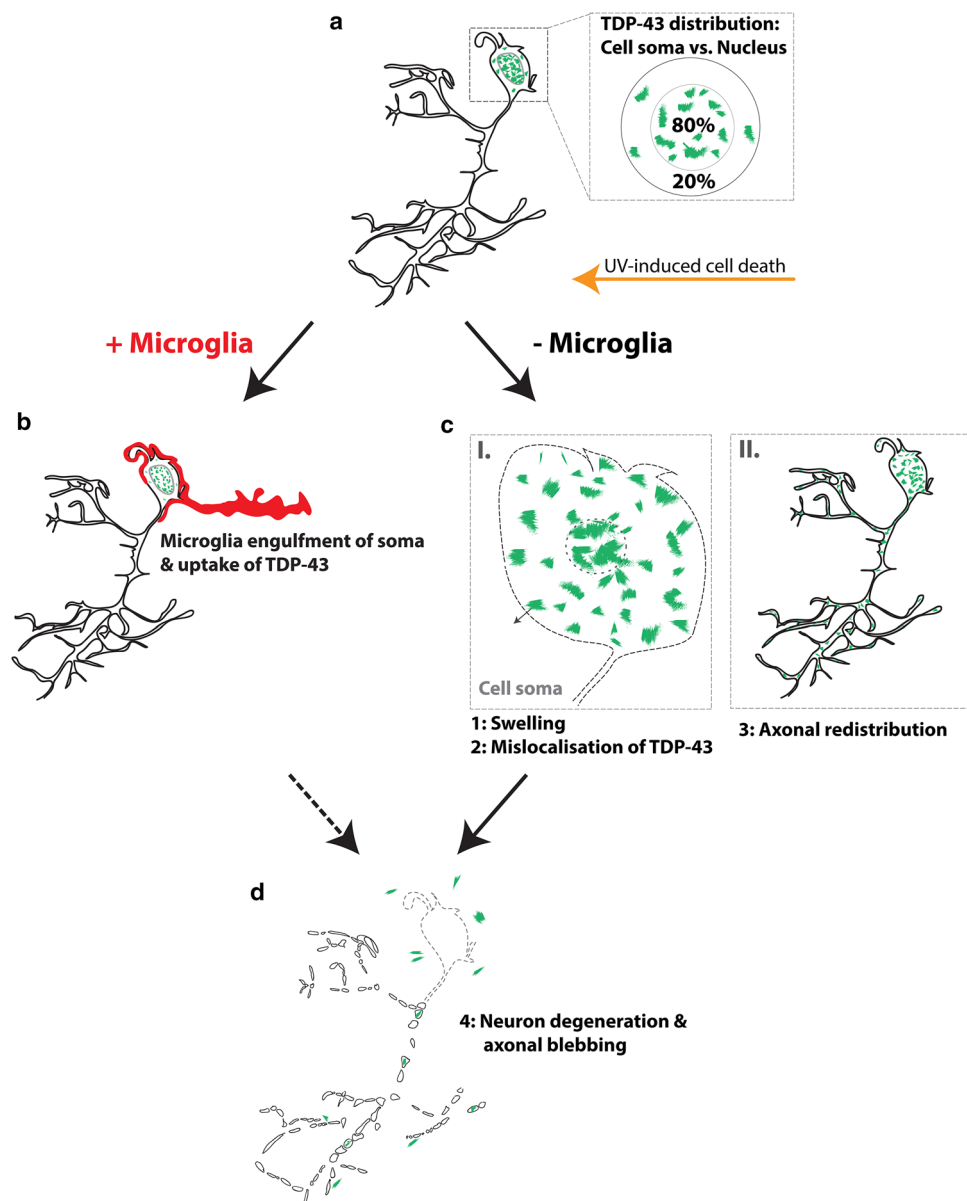 a
TDP-43 distribution:
Cell soma vs. Nucleus
80%
20%
UV-induced cell death
+ Microglia
- Microglia
b
Microglia engulfment of soma
& uptake of TDP-43
c
I.
Cell soma
1: Swelling
2: Mislocalisation of TDP-43
II.
3: Axonal redistribution
d
4: Neuron degeneration &
axonal blebbing